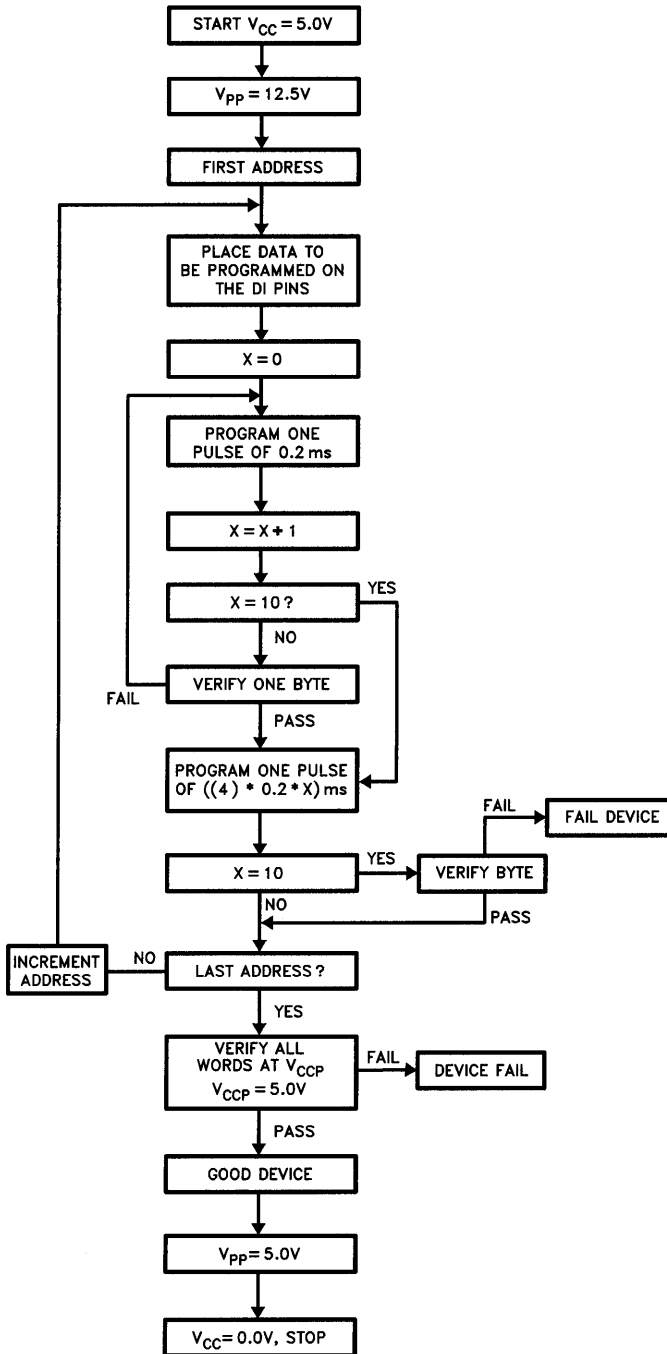 START VCC = 5.0V
VPP = 12.5V
FIRST ADDRESS
PLACE DATA TO
BE PROGRAMMED ON
THE DI PINS
X = 0
PROGRAM ONE
PULSE OF 0.2 ms
X = X + 1
X = 10 ?
YES
NO
VERIFY ONE BYTE
FAIL
PASS
PROGRAM ONE PULSE
OF ((4) * 0.2 * X) ms
X = 10
YES
VERIFY BYTE
FAIL
FAIL DEVICE
PASS
NO
LAST ADDRESS ?
NO
INCREMENT
ADDRESS
YES
VERIFY ALL
WORDS AT VCCP
VCCP = 5.0V
FAIL
DEVICE FAIL
PASS
GOOD DEVICE
VPP = 5.0V
VCC = 0.0V, STOP